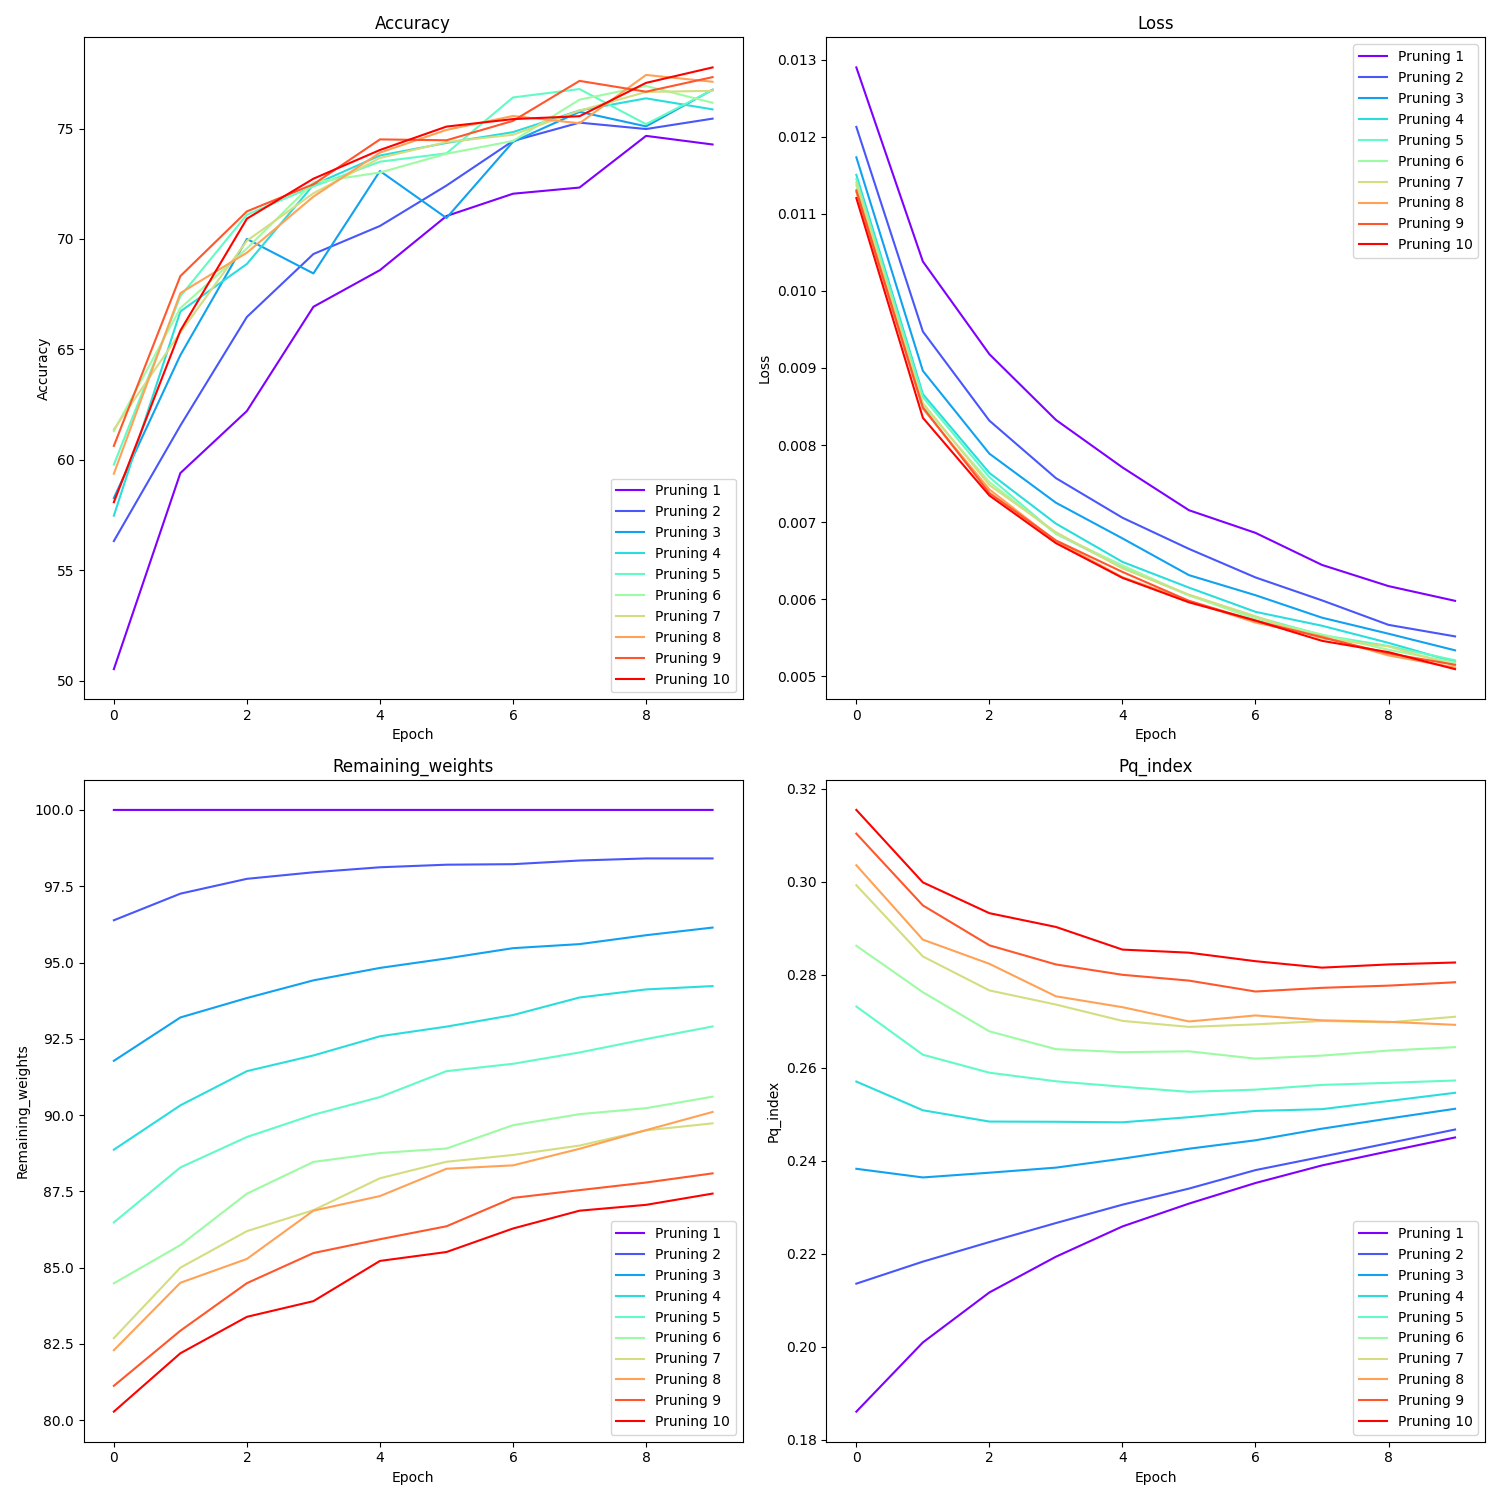 Accuracy
Accuracy
75
70
65
60
55
50
0 2 4 6 8
Epoch
Pruning 1
Pruning 2
Pruning 3
Pruning 4
Pruning 5
Pruning 6
Pruning 7
Pruning 8
Pruning 9
Pruning 10
Loss
Loss
0.013
0.012
0.011
0.010
0.009
0.008
0.007
0.006
0.005
0 2 4 6 8
Epoch
Pruning 1
Pruning 2
Pruning 3
Pruning 4
Pruning 5
Pruning 6
Pruning 7
Pruning 8
Pruning 9
Pruning 10
Remaining_weights
Remaining_weights
100.0
97.5
95.0
92.5
90.0
87.5
85.0
82.5
80.0
0 2 4 6 8
Epoch
Pruning 1
Pruning 2
Pruning 3
Pruning 4
Pruning 5
Pruning 6
Pruning 7
Pruning 8
Pruning 9
Pruning 10
Pq_index
Pq_index
0.32
0.30
0.28
0.26
0.24
0.22
0.20
0.18
0 2 4 6 8
Epoch
Pruning 1
Pruning 2
Pruning 3
Pruning 4
Pruning 5
Pruning 6
Pruning 7
Pruning 8
Pruning 9
Pruning 10